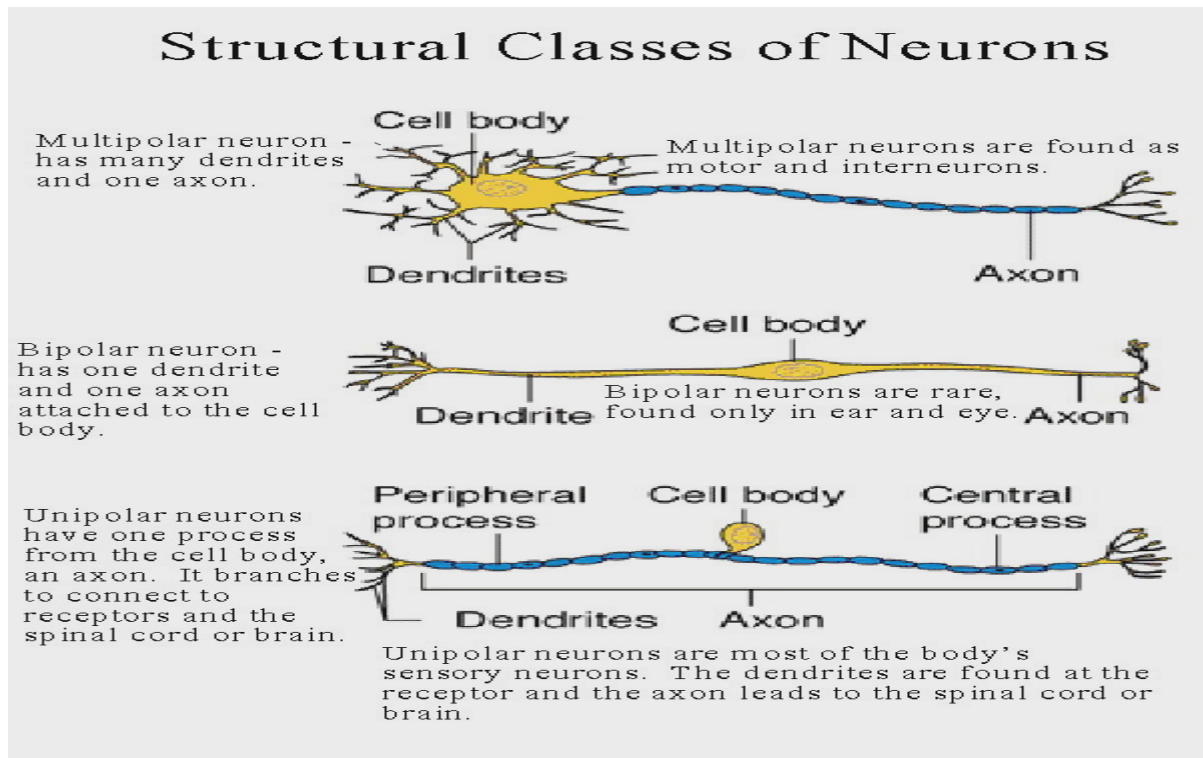 Structural Classes of Neurons
Cell body
Multipolar neuron -
has many dendrites
and one axon.
Multipolar neurons are found as
motor and interneurons.
Dendrites
Axon
Cell body
Bipolar neuron -
has one dendrite
and one axon
attached to the cell
body.
Dendrite
Bipolar neurons are rare,
found only in ear and eye.
Axon
Peripheral
process
Cell body
Central
process
Unipolar neurons
have one process
from the cell body,
an axon. It branches
to connect to
receptors and the
spinal cord or brain.
Dendrites
Axon
Unipolar neurons are most of the body's
sensory neurons. The dendrites are found at the
receptor and the axon leads to the spinal cord or
brain.